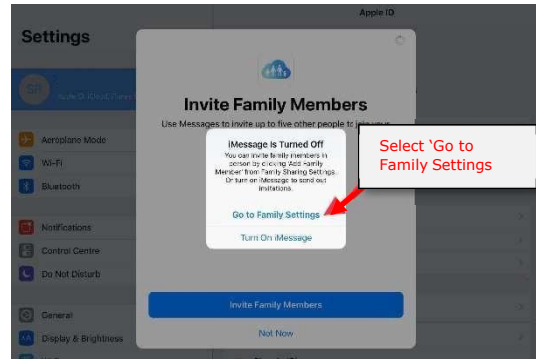 Apple ID
Settings
SR
Aeroplane Mode
Wi-Fi
Bluetooth
Notifications
Control Centre
Do Not Disturb
General
Display & Brightness
Invite Family Members
Use Messages to invite up to five other people to join your
iMessage Is Turned Off
You can invite family members in
person by clicking 'Add Family
Member' from Family Sharing Settings.
Or turn on iMessage to send out
invitations.
Go to Family Settings
Turn On iMessage
Select ‘Go to
Family Settings
Invite Family Members
Not Now